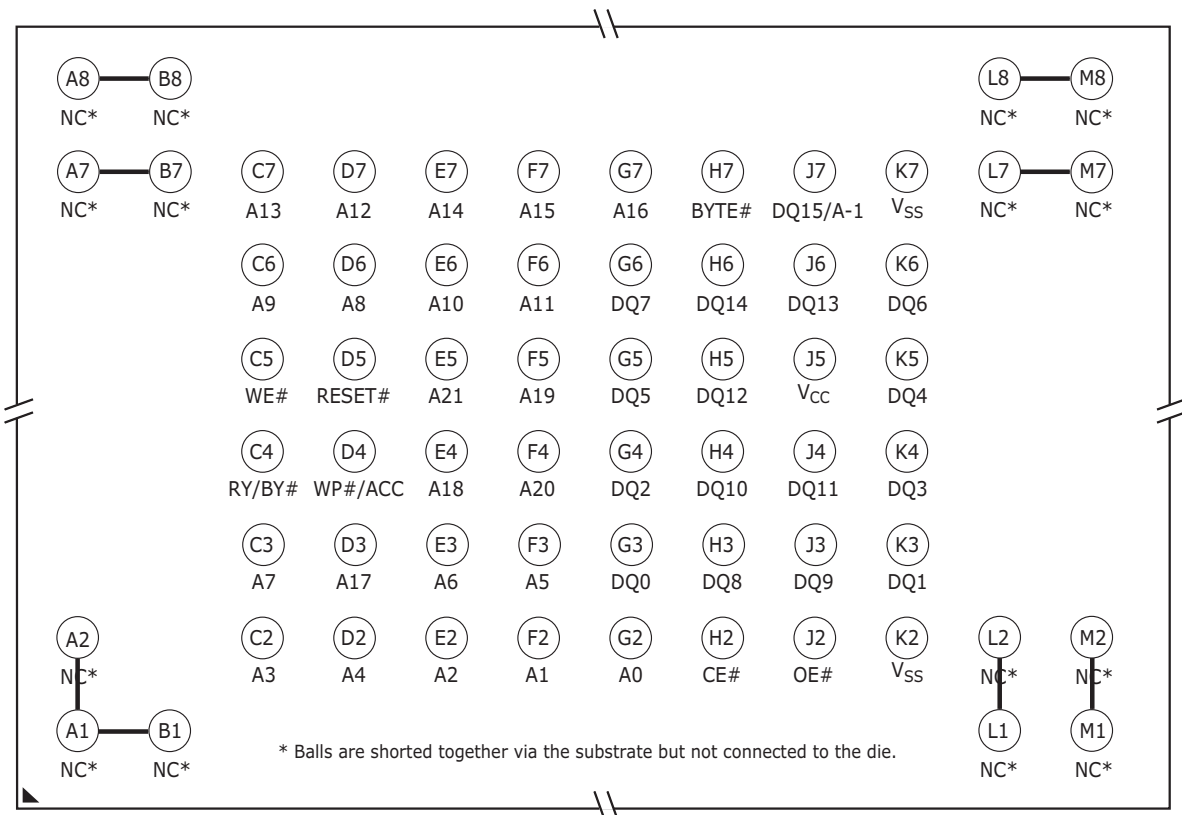 A8 B8 L8 M8
NC* NC* NC* NC*
A7 B7 C7 D7 E7 F7 G7 H7 J7 K7 L7 M7
NC* NC* A13 A12 A14 A15 A16 BYTE# DQ15/A-1 VSS NC* NC*
C6 D6 E6 F6 G6 H6 J6 K6
A9 A8 A10 A11 DQ7 DQ14 DQ13 DQ6
C5 D5 E5 F5 G5 H5 J5 K5
WE# RESET# A21 A19 DQ5 DQ12 VCC DQ4
C4 D4 E4 F4 G4 H4 J4 K4
RY/BY# WP#/ACC A18 A20 DQ2 DQ10 DQ11 DQ3
C3 D3 E3 F3 G3 H3 J3 K3
A7 A17 A6 A5 DQ0 DQ8 DQ9 DQ1
A2 C2 D2 E2 F2 G2 H2 J2 K2 L2 M2
NC* A3 A4 A2 A1 A0 CE# OE# VSS NC* NC*
A1 B1 L1 M1
* Balls are shorted together via the substrate but not connected to the die.
NC* NC* NC* NC*